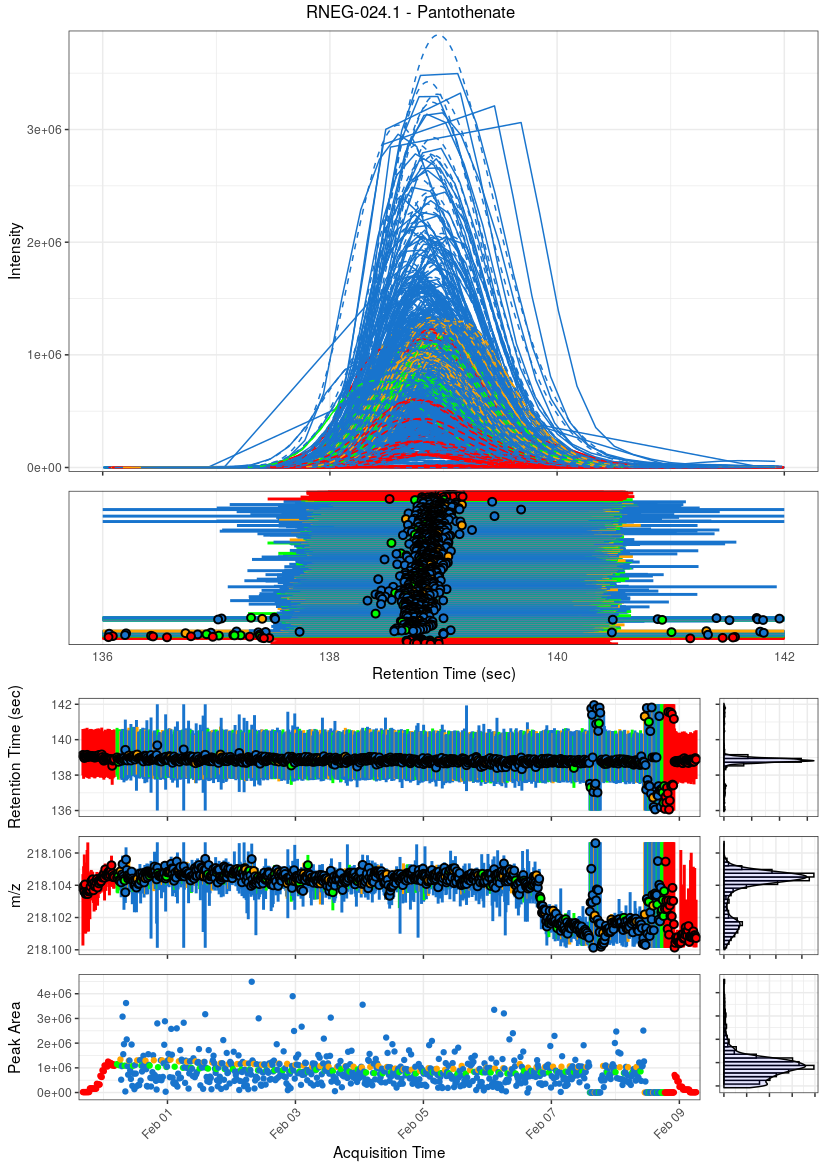 RNEG-024.1 - Pantothenate
Intensity
3e+06
2e+06
1e+06
0e+00
136
138
140
142
Retention Time (sec)
Retention Time (sec)
142
140
138
136
m/z
218.106
218.104
218.102
218.100
Peak Area
4e+06
3e+06
2e+06
1e+06
0e+00
Feb 01
Feb 03
Feb 05
Feb 07
Feb 09
Acquisition Time